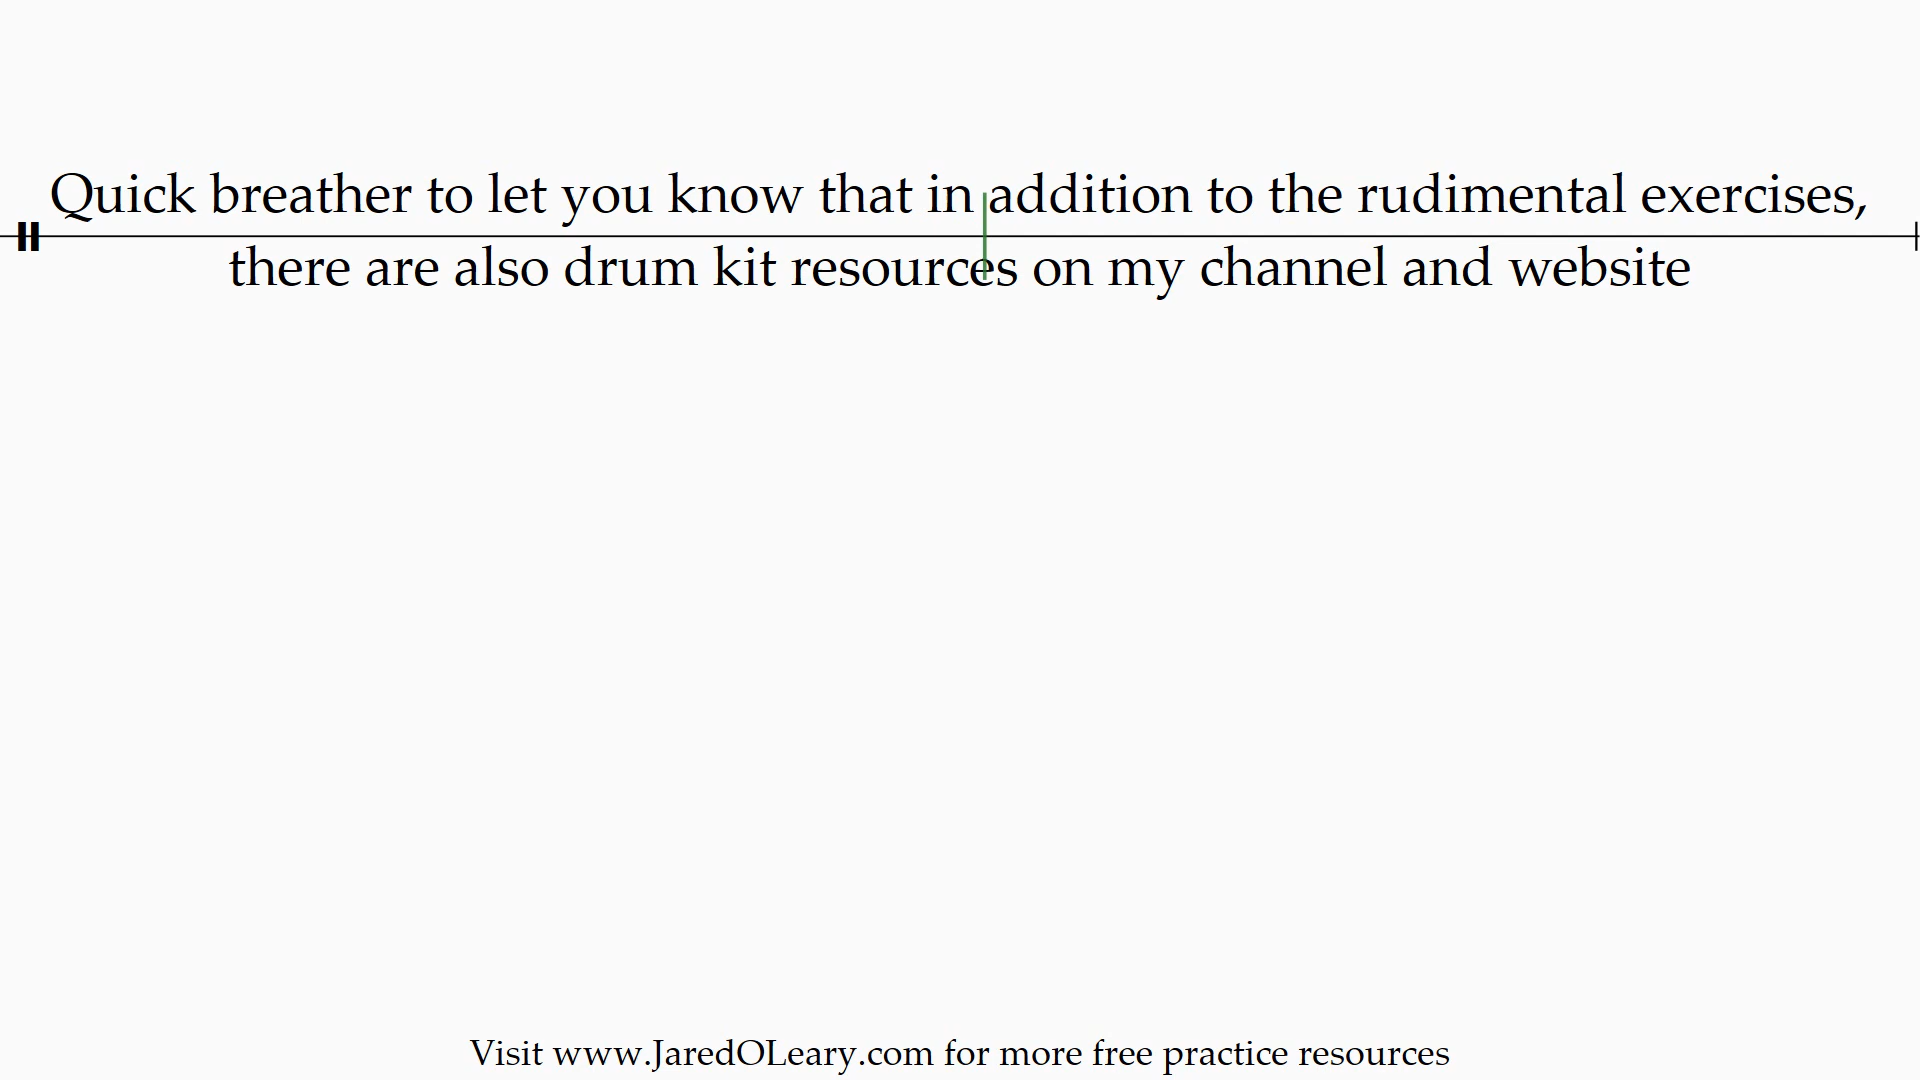 Quick breather to let you know that in addition to the rudimental exercises,
there are also drum kit resources on my channel and website
Visit www.JaredOLeary.com for more free practice resources